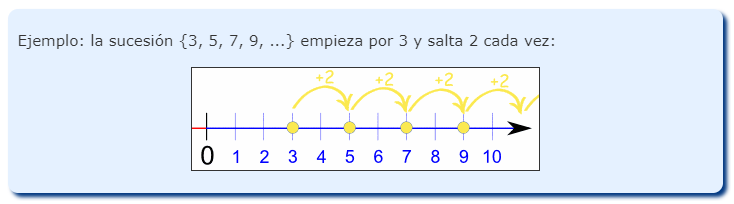 Ejemplo: la sucesión {3, 5, 7, 9, ...} empieza por 3 y salta 2 cada vez:
+2 +2 +2 +2
0 1 2 3 4 5 6 7 8 9 10